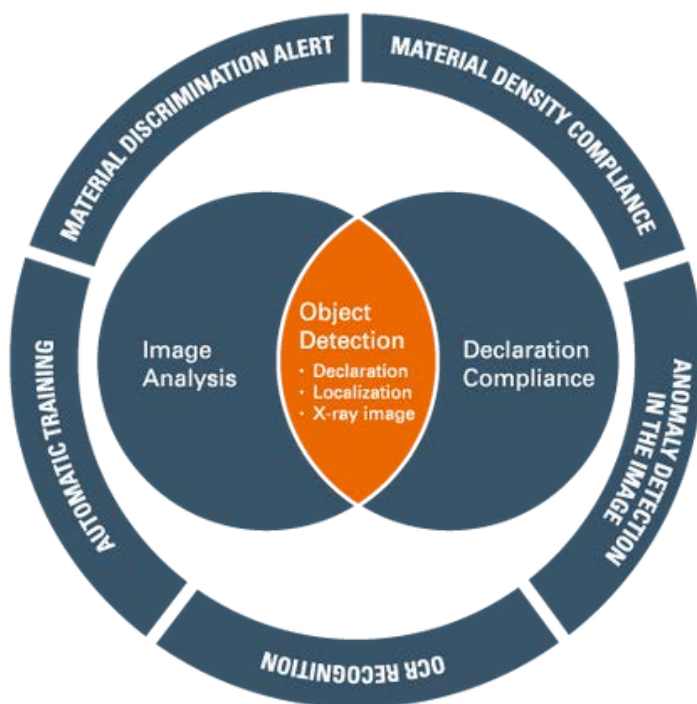 MATERIAL DISCRIMINATION ALERT
MATERIAL DENSITY COMPLIANCE
ANOMALY DETECTION
IN THE IMAGE
OCR RECOGNITION
AUTOMATIC TRAINING
Image
Analysis
Object
Detection
· Declaration
· Localization
· X-ray image
Declaration
Compliance